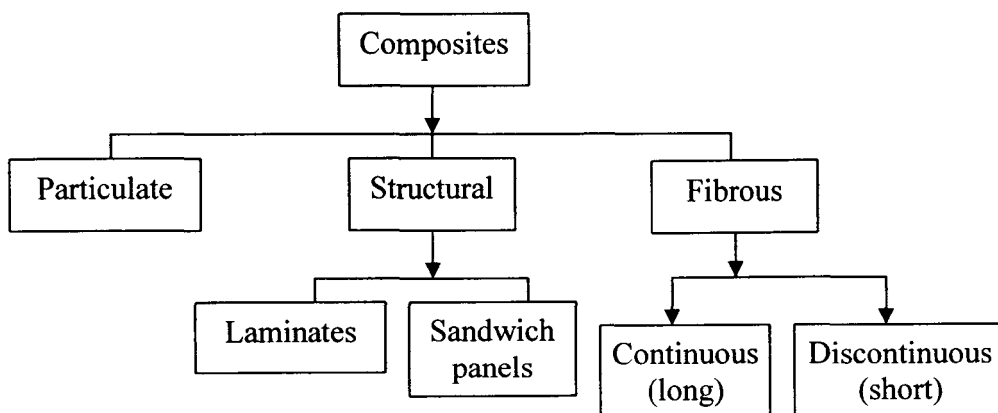 Composites
Particulate
Structural
Fibrous
Laminates
Sandwich
panels
Continuous
(long)
Discontinuous
(short)